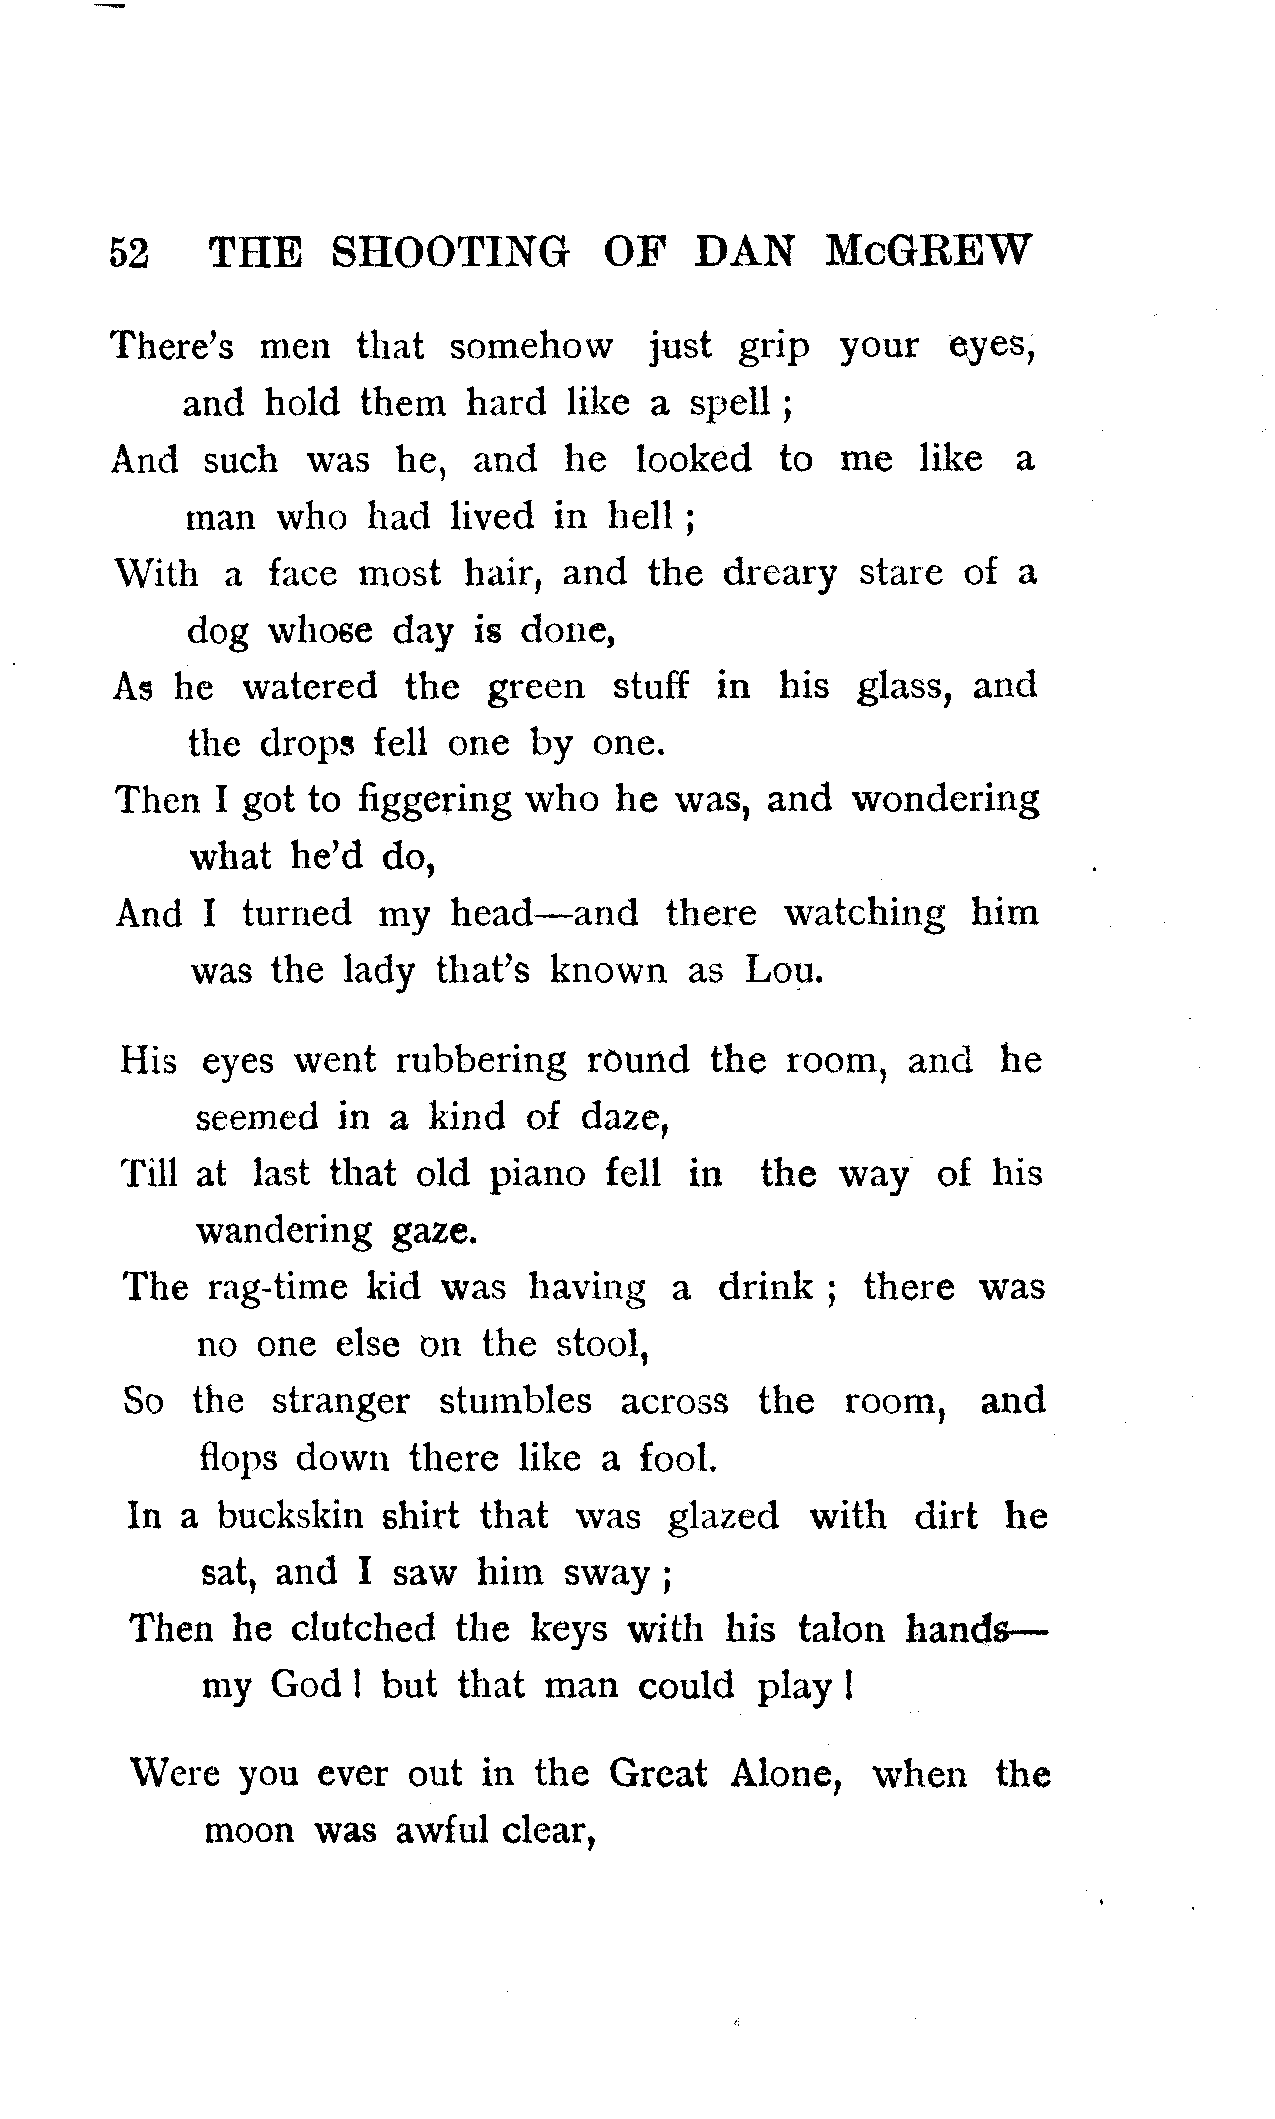 52 THE SHOOTING OF DAN McGREW
There's men that somehow just grip your eyes,
and hold them hard like a spell ;
And such was he, and he looked to me like a
man who had lived in hell ;
With a face most hair, and the dreary stare of a
dog whose day is done,
As he watered the green stuff in his glass, and
the drops fell one by one.
Then I got to figgering who he was, and wondering
what he'd do,
And I turned my head—and there watching him
was the lady that's known as Lou.
His eyes went rubbering round the room, and he
seemed in a kind of daze,
Till at last that old piano fell in the way of his
wandering gaze.
The rag-time kid was having a drink ; there was
no one else on the stool,
So the stranger stumbles across the room, and
flops down there like a fool.
In a buckskin shirt that was glazed with dirt he
sat, and I saw him sway ;
Then he clutched the keys with his talon hands—
my God ! but that man could play !
Were you ever out in the Great Alone, when the
moon was awful clear,